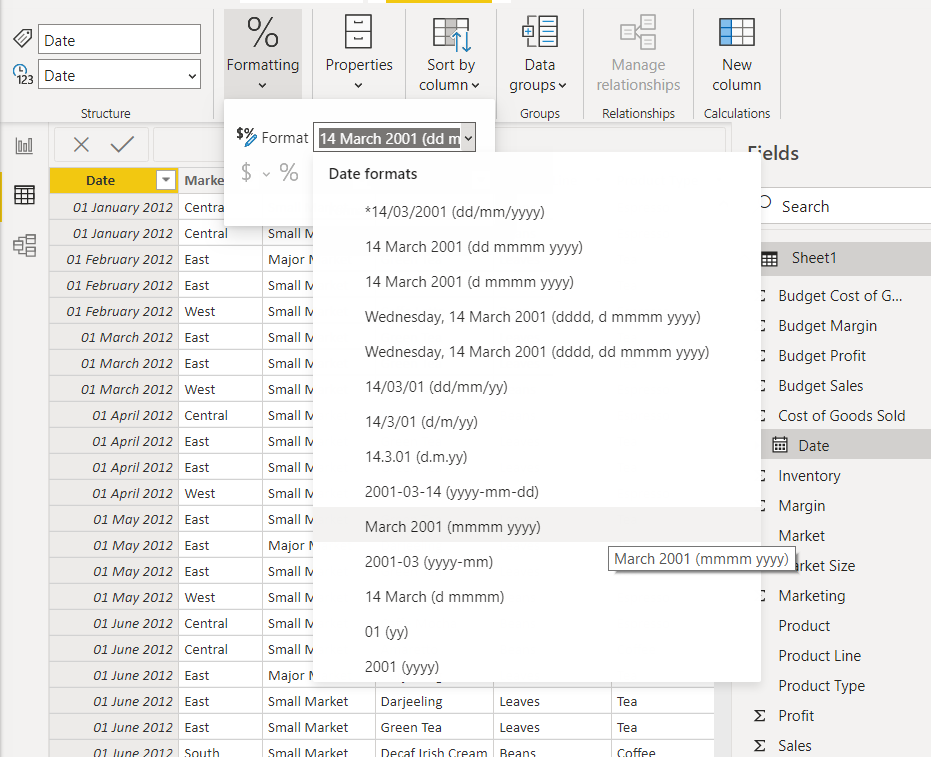 Date
Date
Structure
Formatting
Properties
Sort by
column
Data
groups
Groups
Manage
relationships
Relationships
New
column
Calculations
Format
14 March 2001 (dd m
$ %
Date formats
*14/03/2001 (dd/mm/yyyy)
14 March 2001 (dd mmmm yyyy)
14 March 2001 (d mmmm yyyy)
Wednesday, 14 March 2001 (dddd, d mmmm yyyy)
Wednesday, 14 March 2001 (dddd, dd mmmm yyyy)
14/03/01 (dd/mm/yy)
14/3/01 (d/m/yy)
14.3.01 (d.m.yy)
2001-03-14 (yyyy-mm-dd)
March 2001 (mmmm yyyy)
2001-03 (yyyy-mm)
14 March (d mmmm)
01 (yy)
2001 (yyyy)
March 2001 (mmmm yyyy)
Date Marke
01 January 2012 Centra
01 January 2012 Central Small M
01 February 2012 East Major M
01 February 2012 East Small M
01 February 2012 West Small M
01 March 2012 East Small M
01 March 2012 East Small M
01 March 2012 West Small M
01 April 2012 Central Small M
01 April 2012 East Small M
01 April 2012 East Small M
01 April 2012 West Small M
01 May 2012 East Small M
01 May 2012 East Major M
01 May 2012 East Small M
01 May 2012 West Small M
01 June 2012 Central Small M
01 June 2012 Central Small M
01 June 2012 East Major M
01 June 2012 East Small Market Darjeeling Leaves Tea
01 June 2012 East Small Market Green Tea Leaves Tea
01 June 2012 South Small Market Decaf Irish Cream Beans Coffee
Fields
Search
Sheet1
Budget Cost of G...
Budget Margin
Budget Profit
Budget Sales
Cost of Goods Sold
Date
Inventory
Margin
Market
arket Size
Marketing
Product
Product Line
Product Type
Σ Profit
Σ Sales